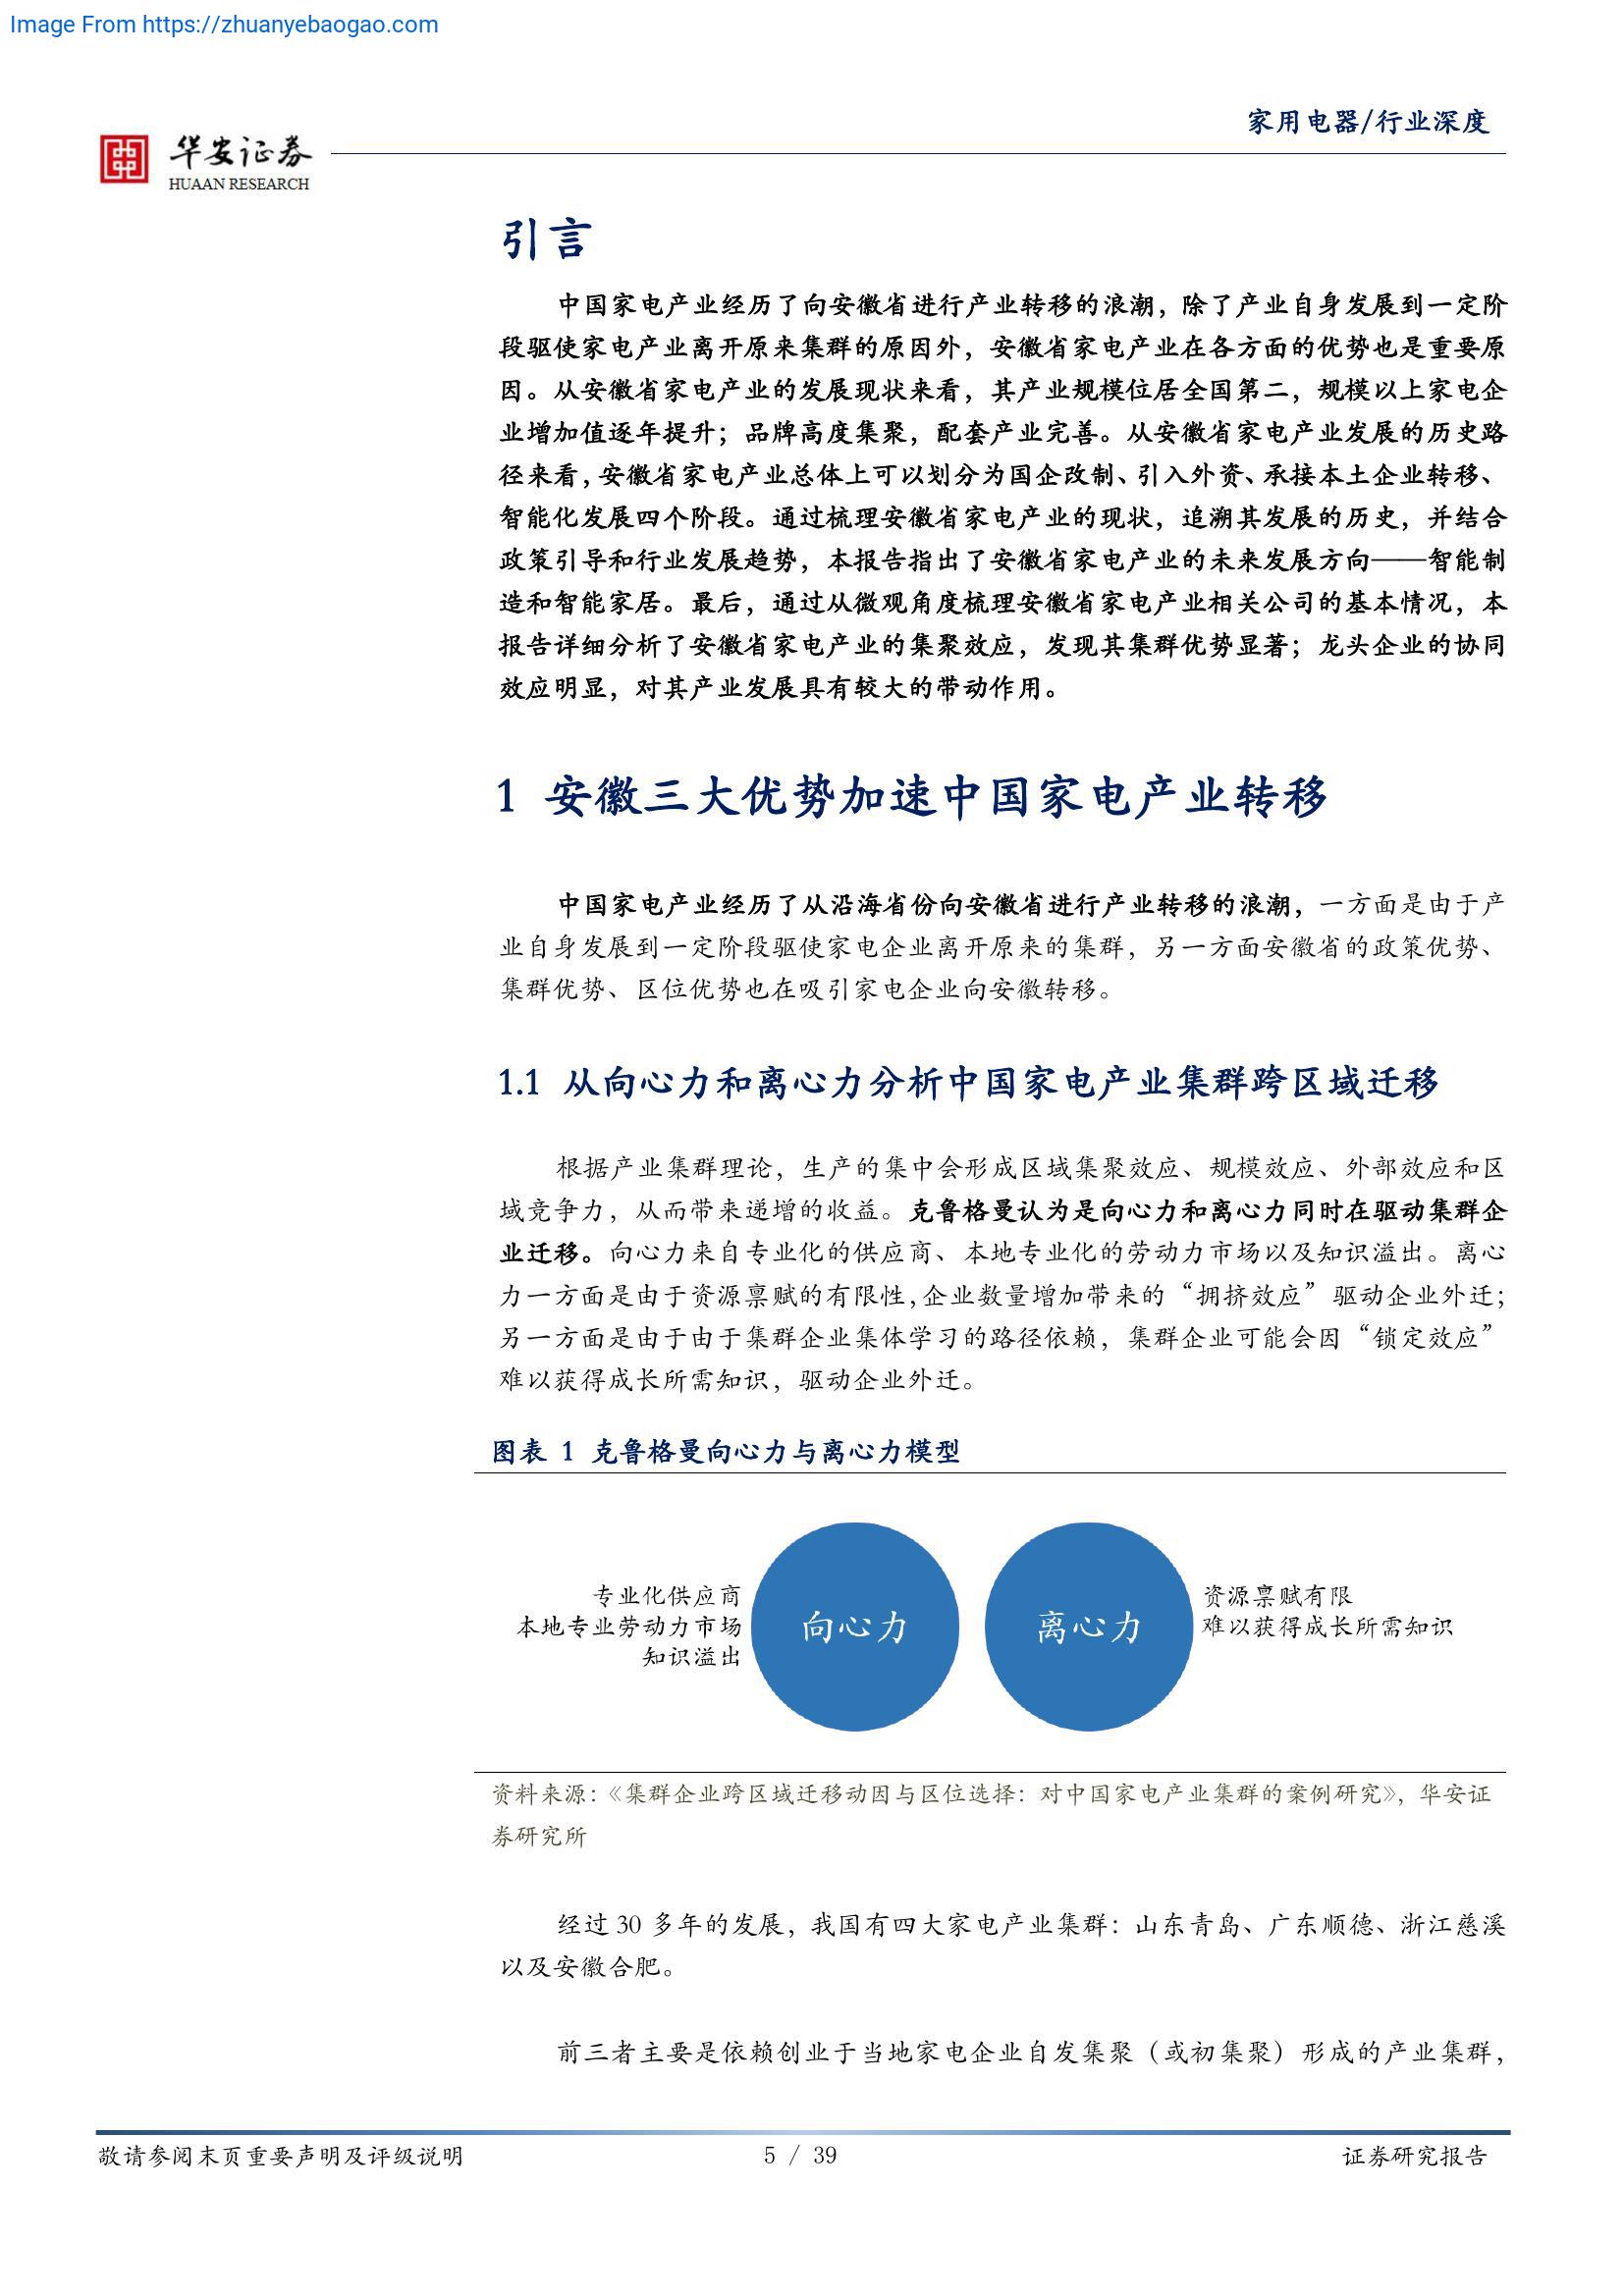 Image From https://zhuanyebaogao.com
家用电器/行业深度
华安证券
HUAAN RESEARCH
引言
中国家电产业经历了向安徽省进行产业转移的浪潮，除了产业自身发展到一定阶
段驱使家电产业离开原来集群的原因外，安徽省家电产业在各方面的优势也是重要原
因。从安徽省家电产业的发展现状来看，其产业规模位居全国第二，规模以上家电企
业增加值逐年提升；品牌高度集聚，配套产业完善。从安徽省家电产业发展的历史路
径来看，安徽省家电产业总体上可以划分为国企改制、引入外资、承接本土企业转移、
智能化发展四个阶段。通过梳理安徽省家电产业的现状，追溯其发展的历史，并结合
政策引导和行业发展趋势，本报告指出了安徽省家电产业的未来发展方向——智能制
造和智能家居。最后，通过从微观角度梳理安徽省家电产业相关公司的基本情况，本
报告详细分析了安徽省家电产业的集聚效应，发现其集群优势显著；龙头企业的协同
效应明显，对其产业发展具有较大的带动作用。
1 安徽三大优势加速中国家电产业转移
中国家电产业经历了从沿海省份向安徽省进行产业转移的浪潮，一方面是由于产
业自身发展到一定阶段驱使家电企业离开原来的集群，另一方面安徽省的政策优势、
集群优势、区位优势也在吸引家电企业向安徽转移。
1.1 从向心力和离心力分析中国家电产业集群跨区域迁移
根据产业集群理论，生产的集中会形成区域集聚效应、规模效应、外部效应和区
域竞争力，从而带来递增的收益。克鲁格曼认为是向心力和离心力同时在驱动集群企
业迁移。向心力来自专业化的供应商、本地专业化的劳动力市场以及知识溢出。离心
力一方面是由于资源禀赋的有限性，企业数量增加带来的“拥挤效应”驱动企业外迁；
另一方面是由于由于集群企业集体学习的路径依赖，集群企业可能会因“锁定效应”
难以获得成长所需知识，驱动企业外迁。
图表 1 克鲁格曼向心力与离心力模型
专业化供应商
本地专业劳动力市场
知识溢出
向心力
离心力
资源禀赋有限
难以获得成长所需知识
资料来源：《集群企业跨区域迁移动因与区位选择：对中国家电产业集群的案例研究》，华安证
券研究所
经过 30 多年的发展，我国有四大家电产业集群：山东青岛、广东顺德、浙江慈溪
以及安徽合肥。
前三者主要是依赖创业于当地家电企业自发集聚（或初集聚）形成的产业集群，
敬请参阅末页重要声明及评级说明
5 / 39
证券研究报告